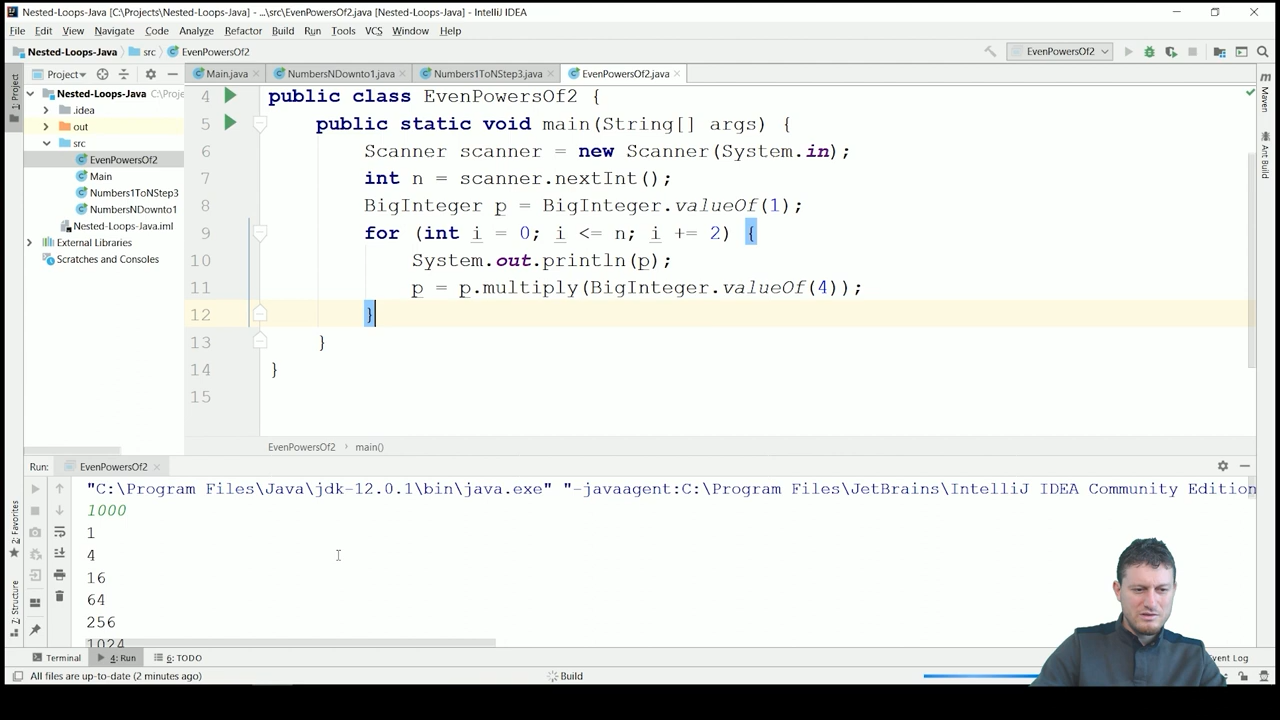 Nested-Loops-Java [C:\Projects\Nested-Loops-Java] - ...\src\EvenPowersOf2.java [Nested-Loops-Java] - IntelliJ IDEA
File Edit View Navigate Code Analyze Refactor Build Run Tools VCS Window Help
Nested-Loops-Java src EvenPowersOf2
EvenPowersOf2
Project
Main.java NumbersNDownto1.java Numbers1ToNStep3.java EvenPowersOf2.java
1: Project
Nested-Loops-Java C:\Proje
.idea
out
src
EvenPowersOf2
Main
Numbers1ToNStep3
NumbersNDownto1
Nested-Loops-Java.iml
External Libraries
Scratches and Consoles
4 public class EvenPowersOf2 {
5 public static void main(String[] args) {
6 Scanner scanner = new Scanner(System.in);
7 int n = scanner.nextInt();
8 BigInteger p = BigInteger.valueOf(1);
9 for (int i = 0; i <= n; i += 2) {
10 System.out.println(p);
11 p = p.multiply(BigInteger.valueOf(4));
12 }
13 }
14 }
15
EvenPowersOf2 main()
Maven
Ant Build
Run: EvenPowersOf2
"C:\Program Files\Java\jdk-12.0.1\bin\java.exe" "-javaagent:C:\Program Files\JetBrains\IntelliJ IDEA Community Edition
1000
1
4
16
64
256
1024
2: Favorites
Z: Structure
Terminal 4: Run 6: TODO
vent Log
All files are up-to-date (2 minutes ago) Build